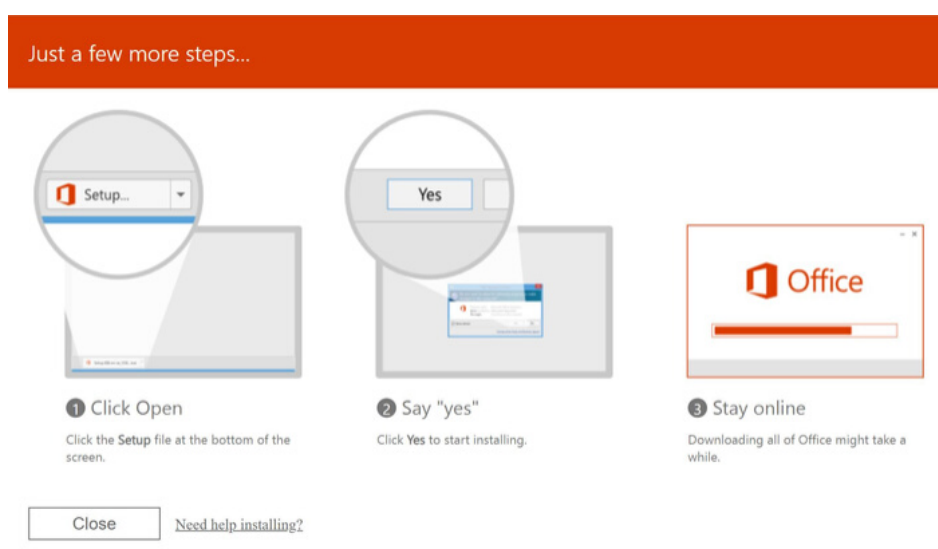 Just a few more steps...
Setup...
Yes
Office
1 Click Open
Click the Setup file at the bottom of the
screen.
2 Say "yes"
Click Yes to start installing.
3 Stay online
Downloading all of Office might take a
while.
Close
Need help installing?